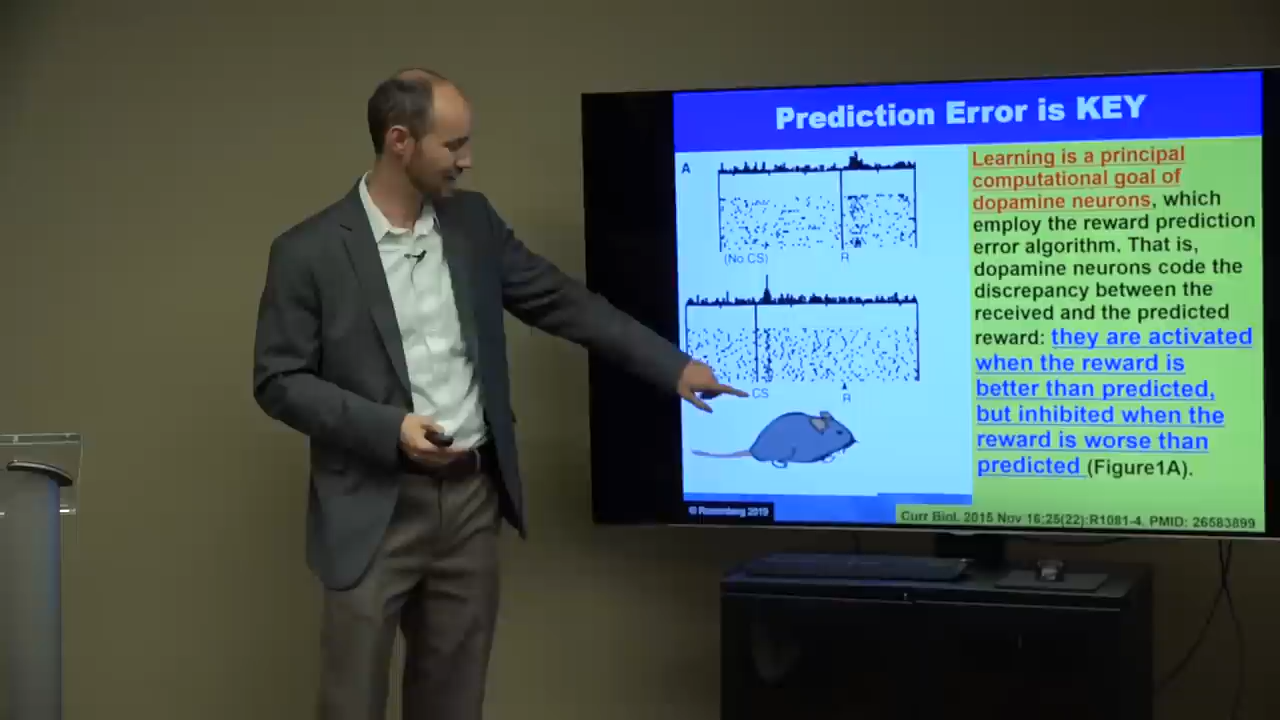 Prediction Error is KEY
A
(No CS)
R
CS
R
Learning is a principal
computational goal of
dopamine neurons, which
employ the reward prediction
error algorithm. That is,
dopamine neurons code the
discrepancy between the
received and the predicted
reward: they are activated
when the reward is
better than predicted,
but inhibited when the
reward is worse than
predicted (Figure1A).
© Rosenberg 2019
Curr Biol. 2015 Nov 16;25(22):R1081-4. PMID: 26583899